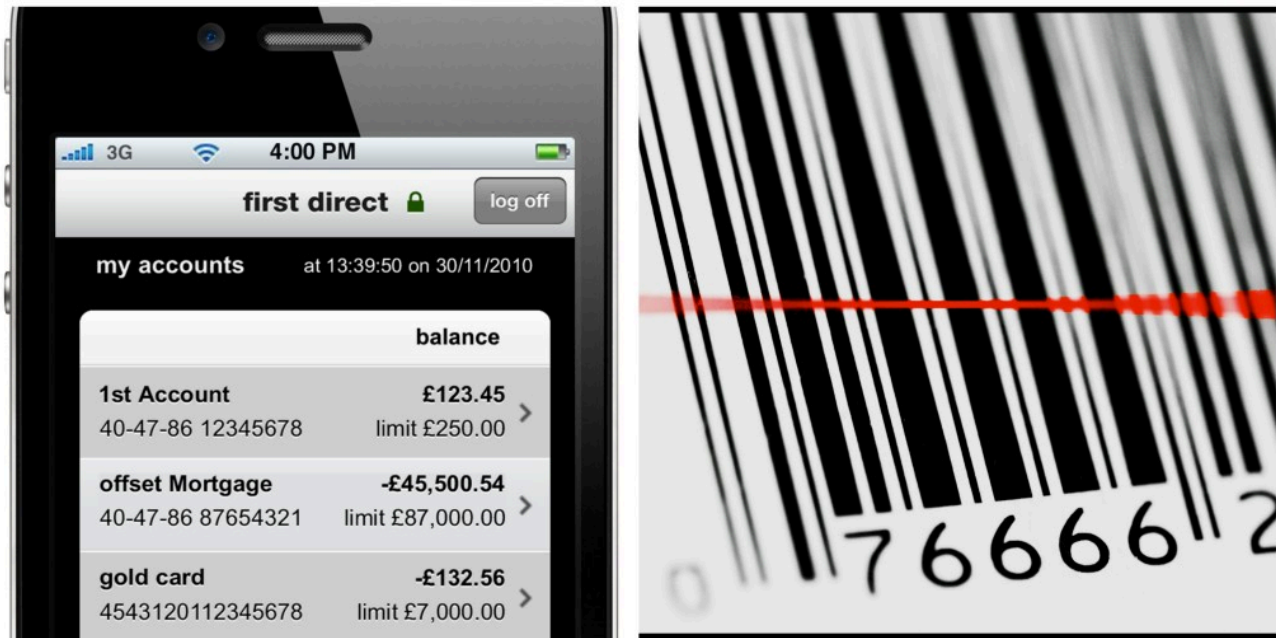 3G 4:00 PM
first direct log off
my accounts at 13:39:50 on 30/11/2010
balance
1st Account £123.45
40-47-86 12345678 limit £250.00
offset Mortgage -£45,500.54
40-47-86 87654321 limit £87,000.00
gold card -£132.56
4543120112345678 limit £7,000.00
0 76666 2